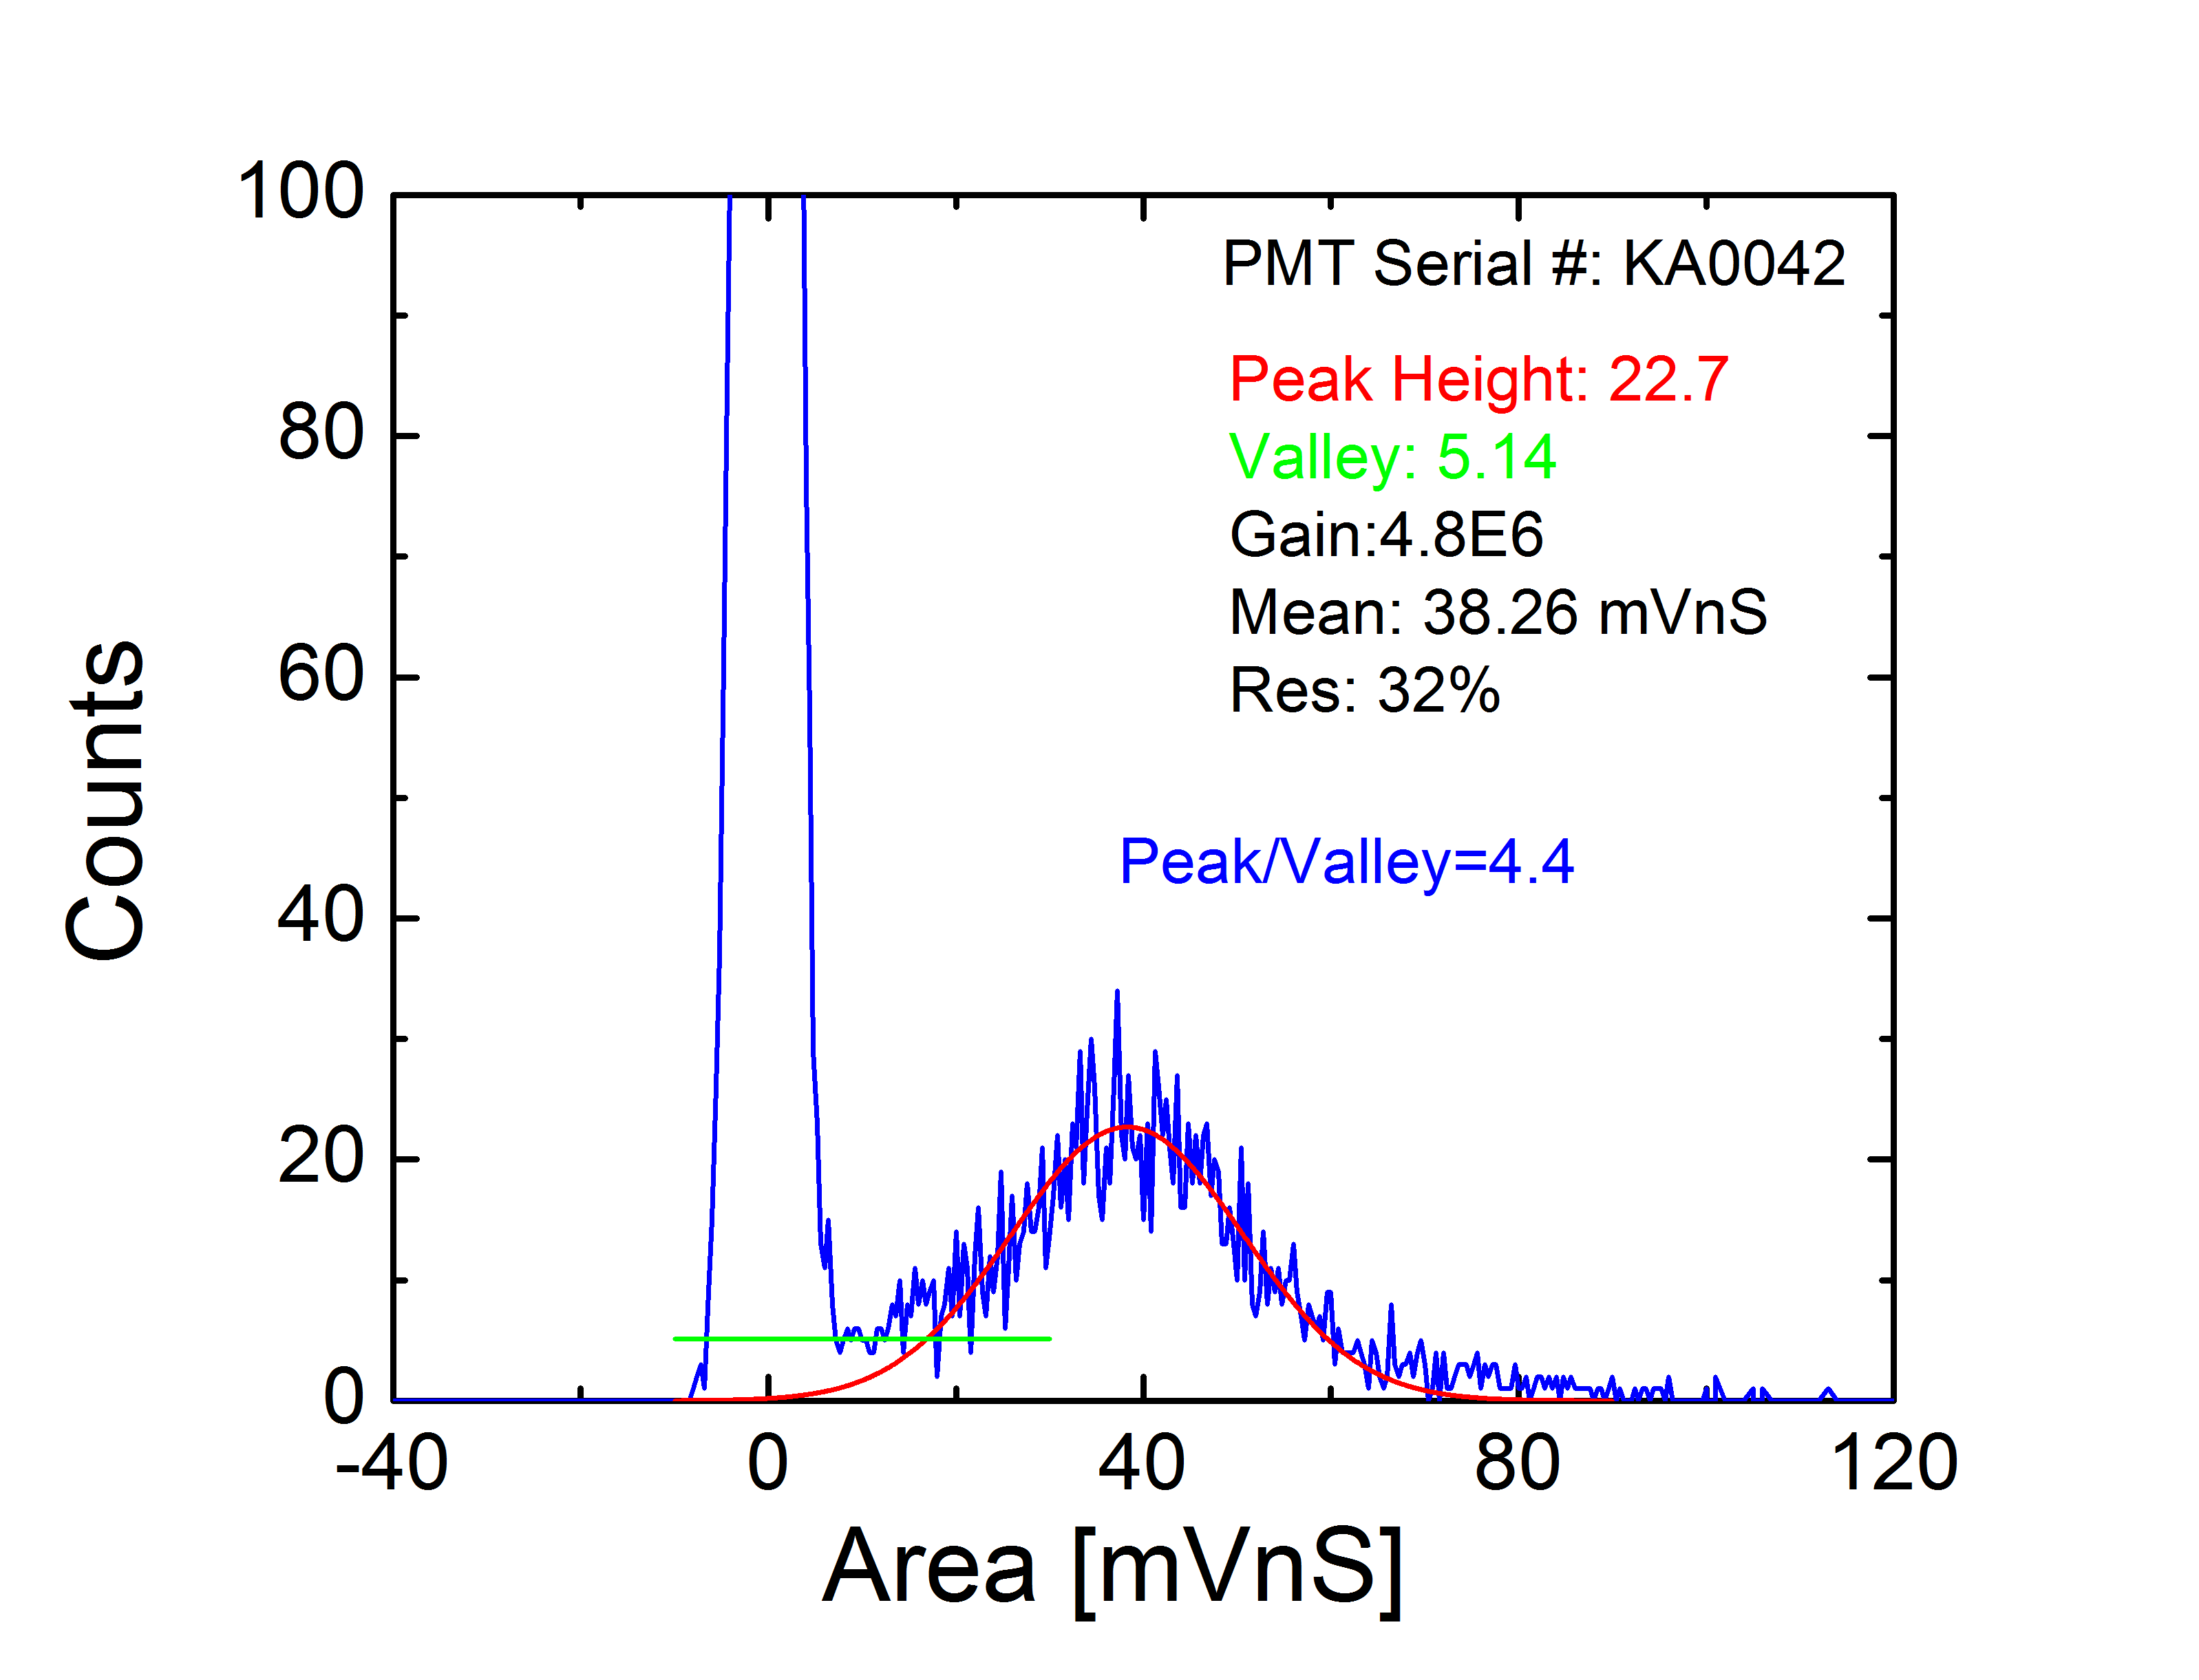 100
80
60
40
20
0
-40
0
40
80
120
Counts
Area [mVnS]
PMT Serial #: KA0042
Peak Height: 22.7
Valley: 5.14
Gain:4.8E6
Mean: 38.26 mVnS
Res: 32%
Peak/Valley=4.4